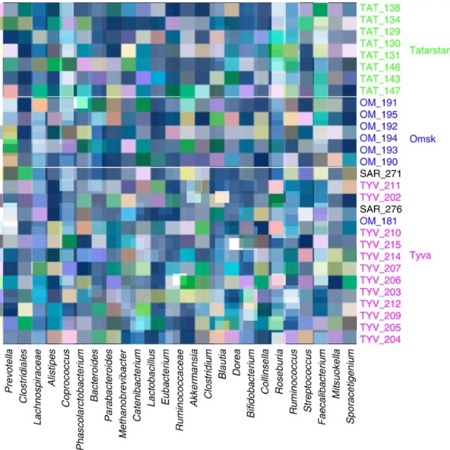 TAT_138
TAT_134
TAT_129
TAT_130
TAT_131
TAT_146
TAT_143
TAT_147
Tatarstar
OM_191
OM_195
OM_192
OM_194
OM_193
OM_190
Omsk
SAR_271
TYV_211
TYV_202
SAR_276
OM_181
TYV_210
TYV_215
TYV_214
TYV_207
TYV_206
TYV_203
TYV_212
TYV_209
TYV_205
TYV_204
Tyva
Prevotella
Clostridiales
Lachnospiraceae
Alistipes
Coprococcus
Phascolarctobacterium
Bacteroides
Parabacteroides
Methanobrevibacter
Catenibacterium
Lactobacillus
Eubacterium
Ruminococcaceae
Akkermansia
Clostridium
Blautia
Dorea
Bifidobacterium
Collinsella
Roseburia
Ruminococcus
Streptococcus
Faecalibacterium
Mitsuokella
Sporacetigenium